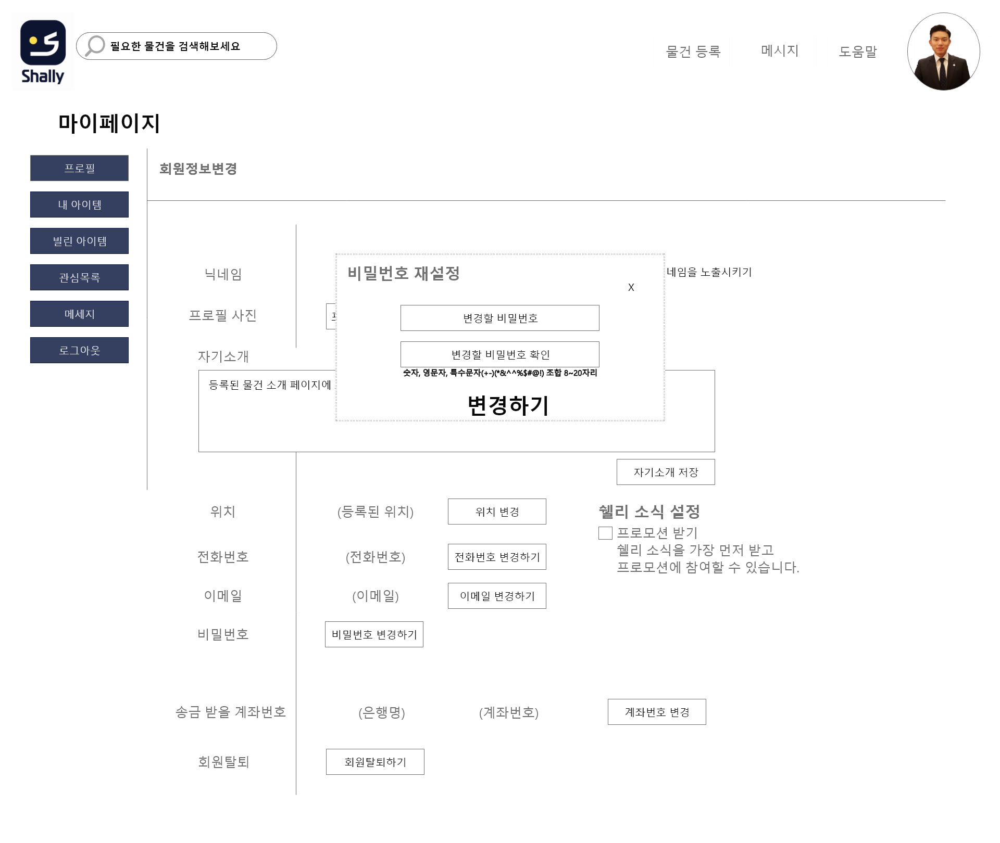 Shally
필요한 물건을 검색해보세요
물건 등록
메시지
도움말
마이페이지
프로필
내 아이템
빌린 아이템
관심목록
메세지
로그아웃
회원정보변경
닉네임
네임을 노출시키기
프로필 사진
자기소개
등록된 물건 소개 페이지에
비밀번호 재설정
X
변경할 비밀번호
변경할 비밀번호 확인
숫자, 영문자, 특수문자(+-)(*&^^%$#@!) 조합 8~20자리
변경하기
자기소개 저장
위치
(등록된 위치)
위치 변경
쉘리 소식 설정
프로모션 받기
쉘리 소식을 가장 먼저 받고
프로모션에 참여할 수 있습니다.
전화번호
(전화번호)
전화번호 변경하기
이메일
(이메일)
이메일 변경하기
비밀번호
비밀번호 변경하기
송금 받을 계좌번호
(은행명)
(계좌번호)
계좌번호 변경
회원탈퇴
회원탈퇴하기